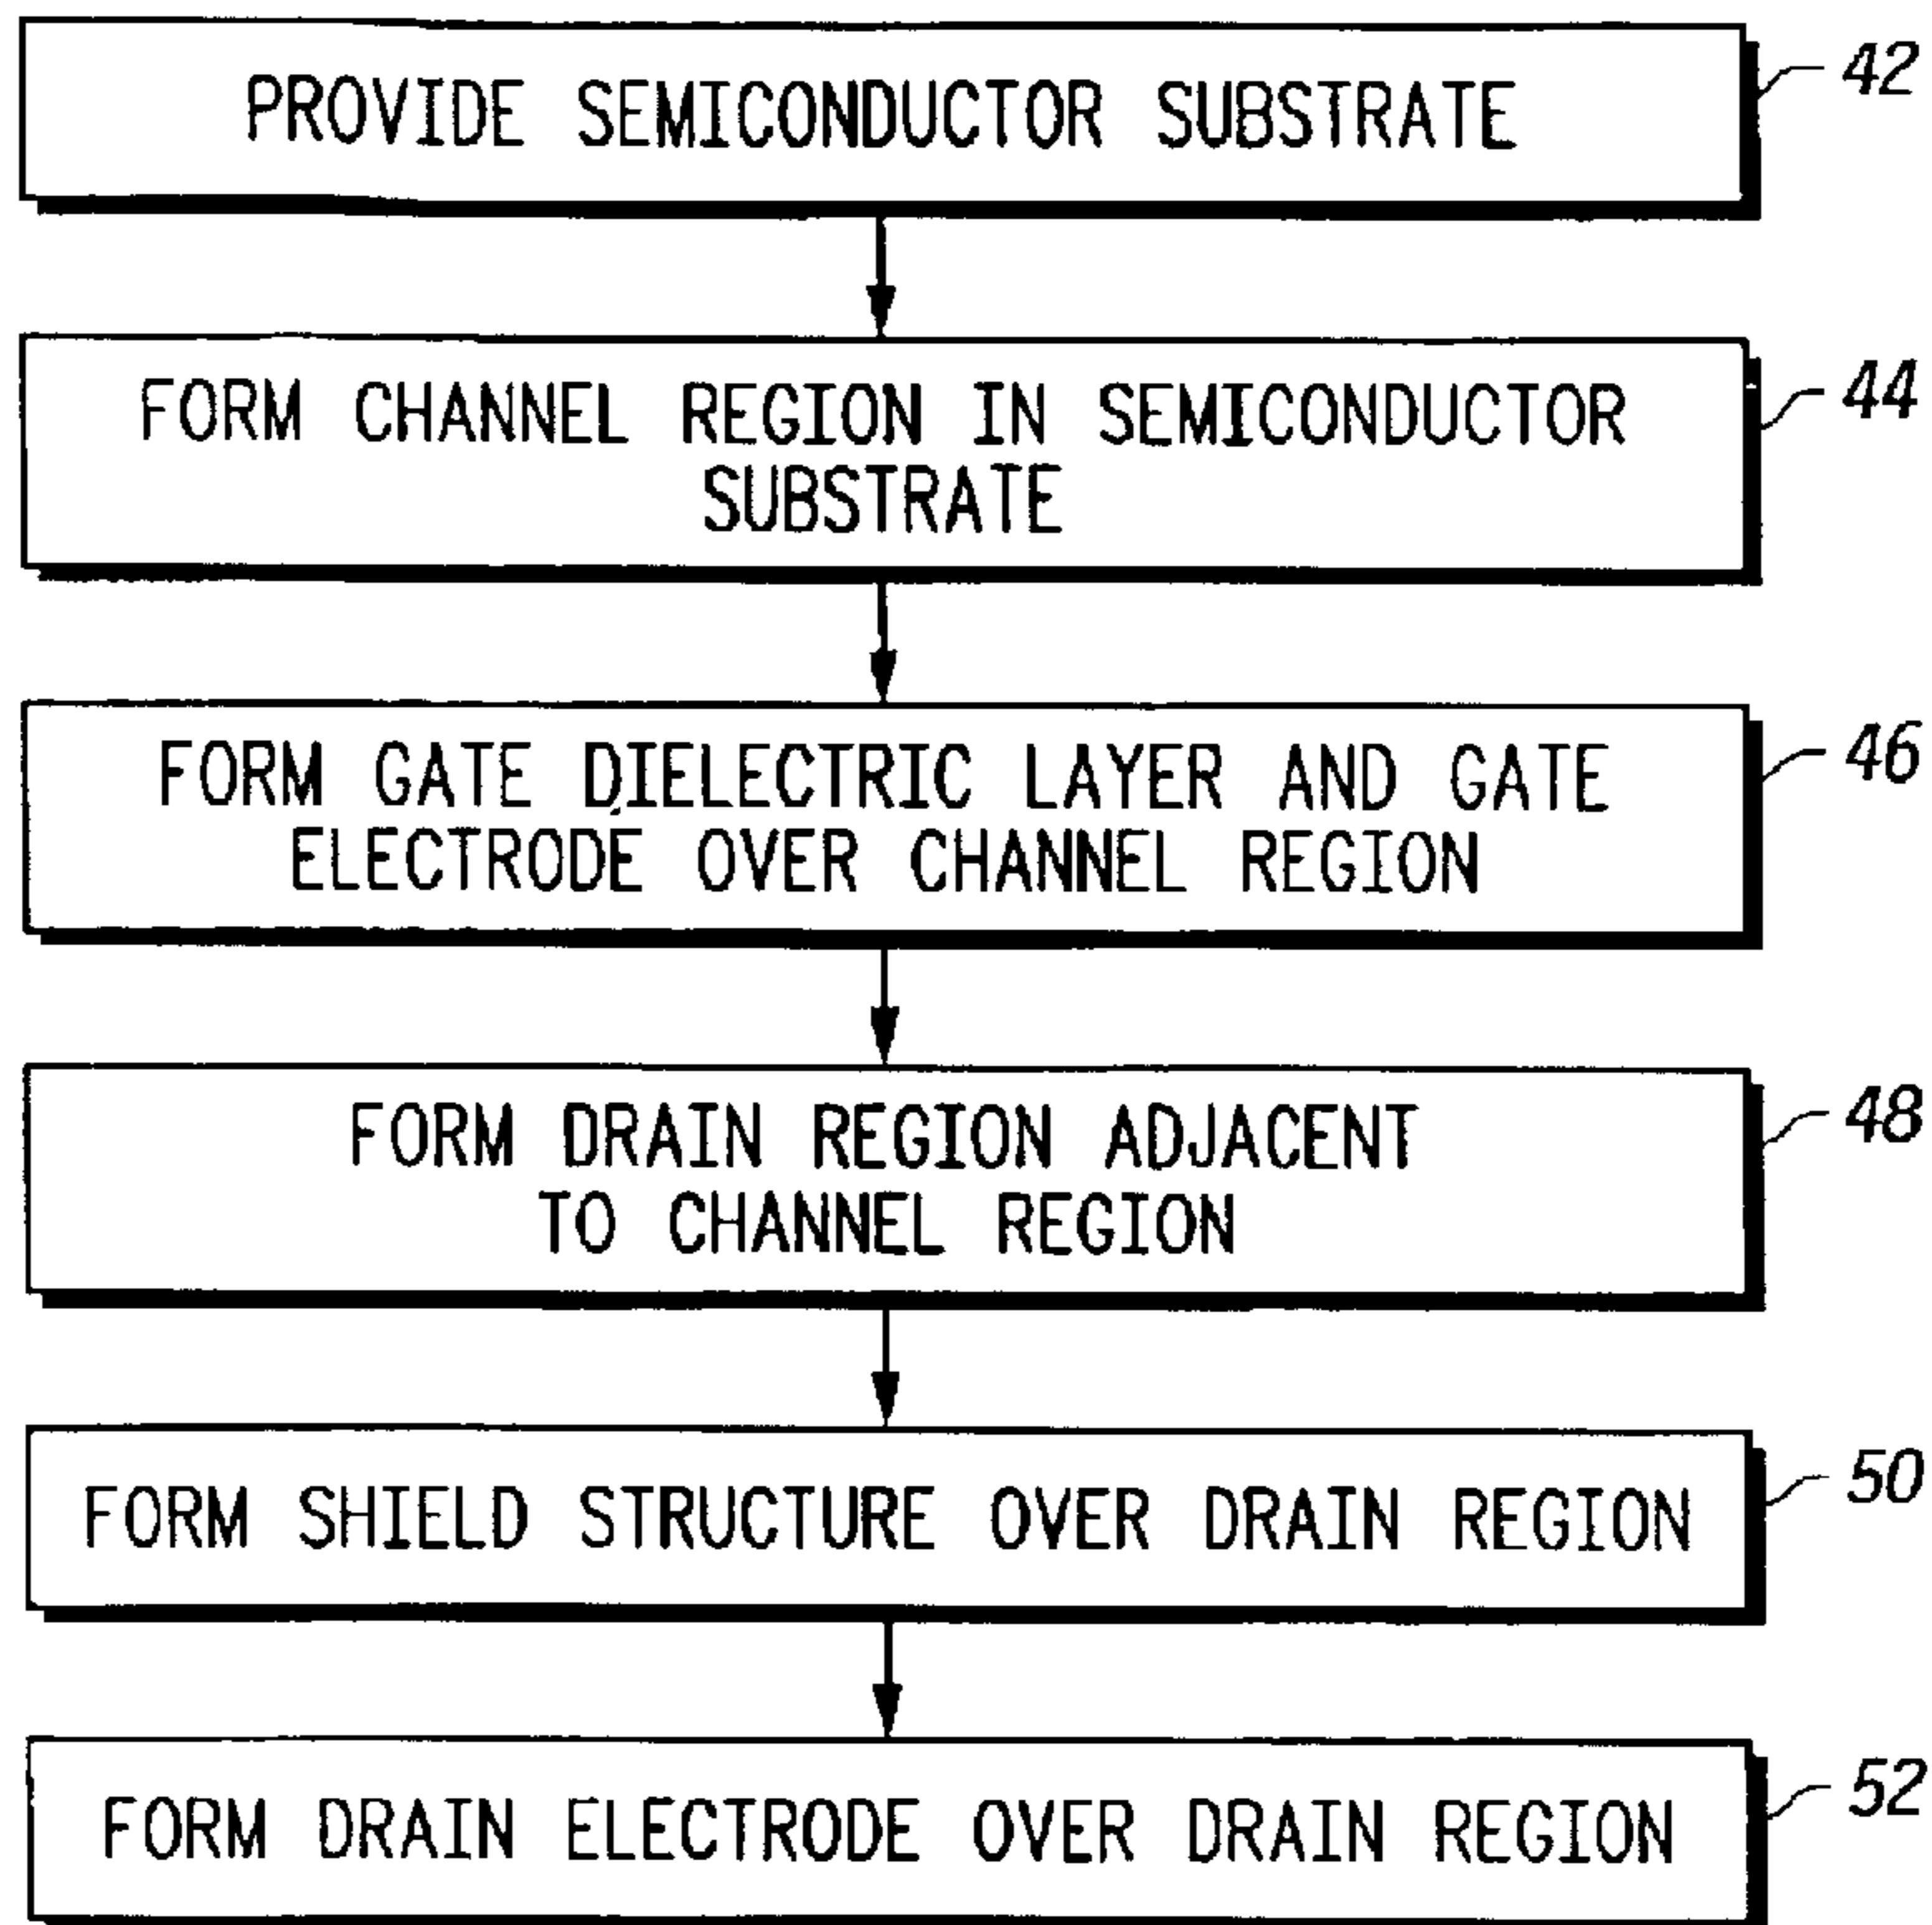 PROVIDE SEMICONDUCTOR SUBSTRATE
42
FORM CHANNEL REGION IN SEMICONDUCTOR
SUBSTRATE
44
FORM GATE DIELECTRIC LAYER AND GATE
ELECTRODE OVER CHANNEL REGION
46
FORM DRAIN REGION ADJACENT
TO CHANNEL REGION
48
FORM SHIELD STRUCTURE OVER DRAIN REGION
50
FORM DRAIN ELECTRODE OVER DRAIN REGION
52